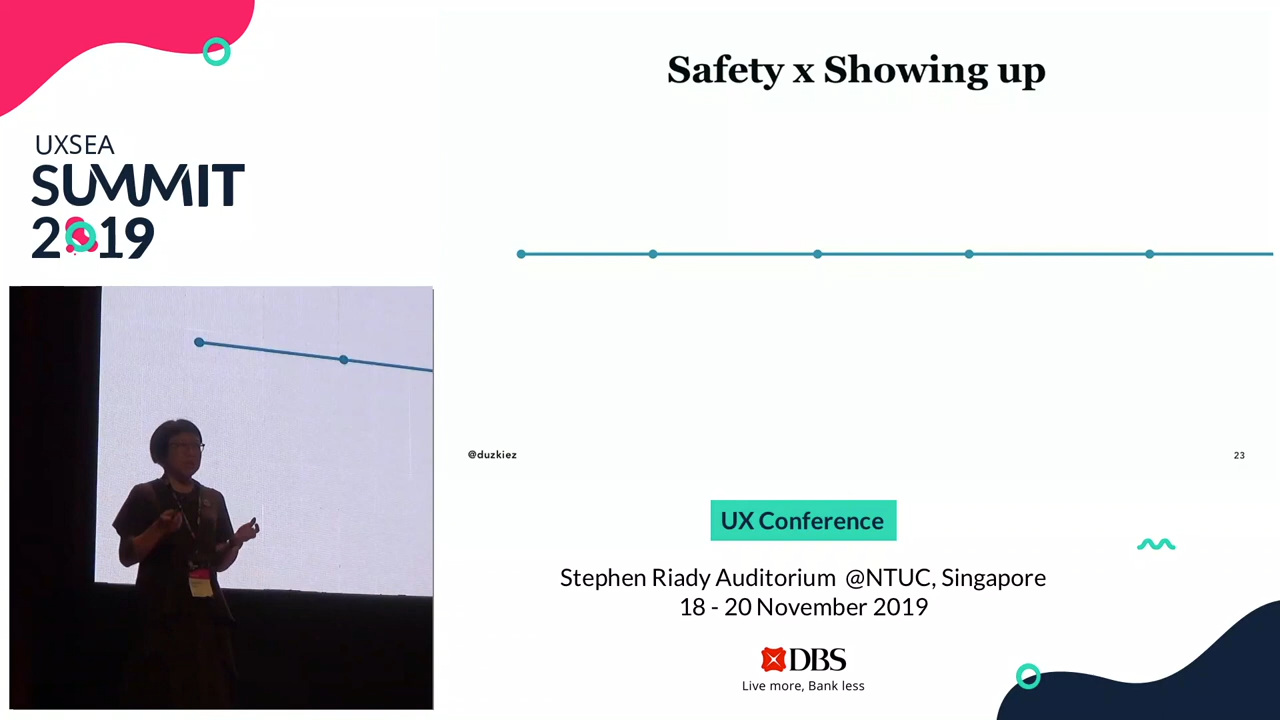 UXSEA
SUMMIT
2019
Safety x Showing up
@duzkiez
23
UX Conference
Stephen Riady Auditorium @NTUC, Singapore
18 - 20 November 2019
DBS
Live more, Bank less